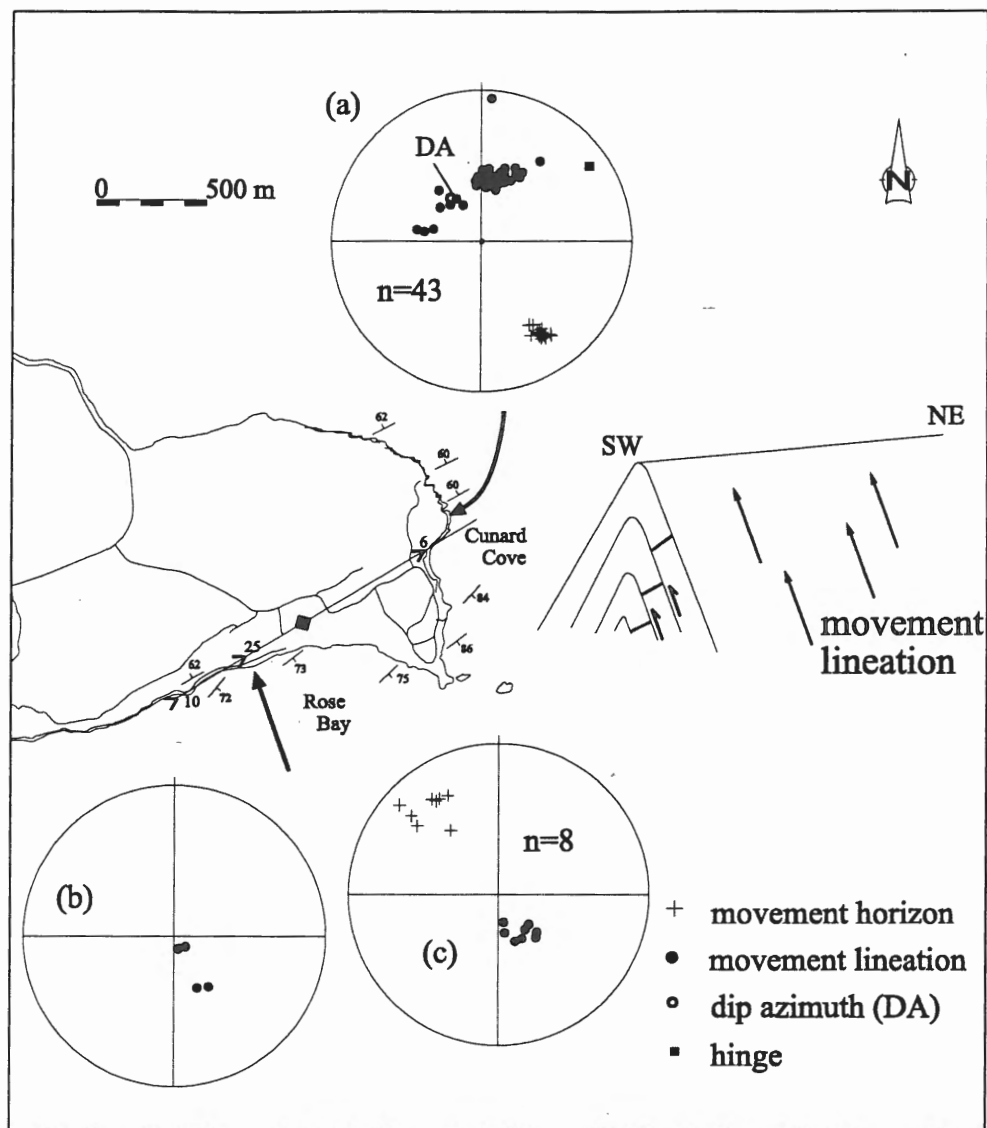 (a)
DA
0 500 m
N
n=43
62
60
60
6
Cunard
Cove
84
86
25
62
73
10
72
75
Rose
Bay
SW
NE
movement
lineation
(b)
n=8
(c)
movement horizon
movement lineation
dip azimuth (DA)
hinge